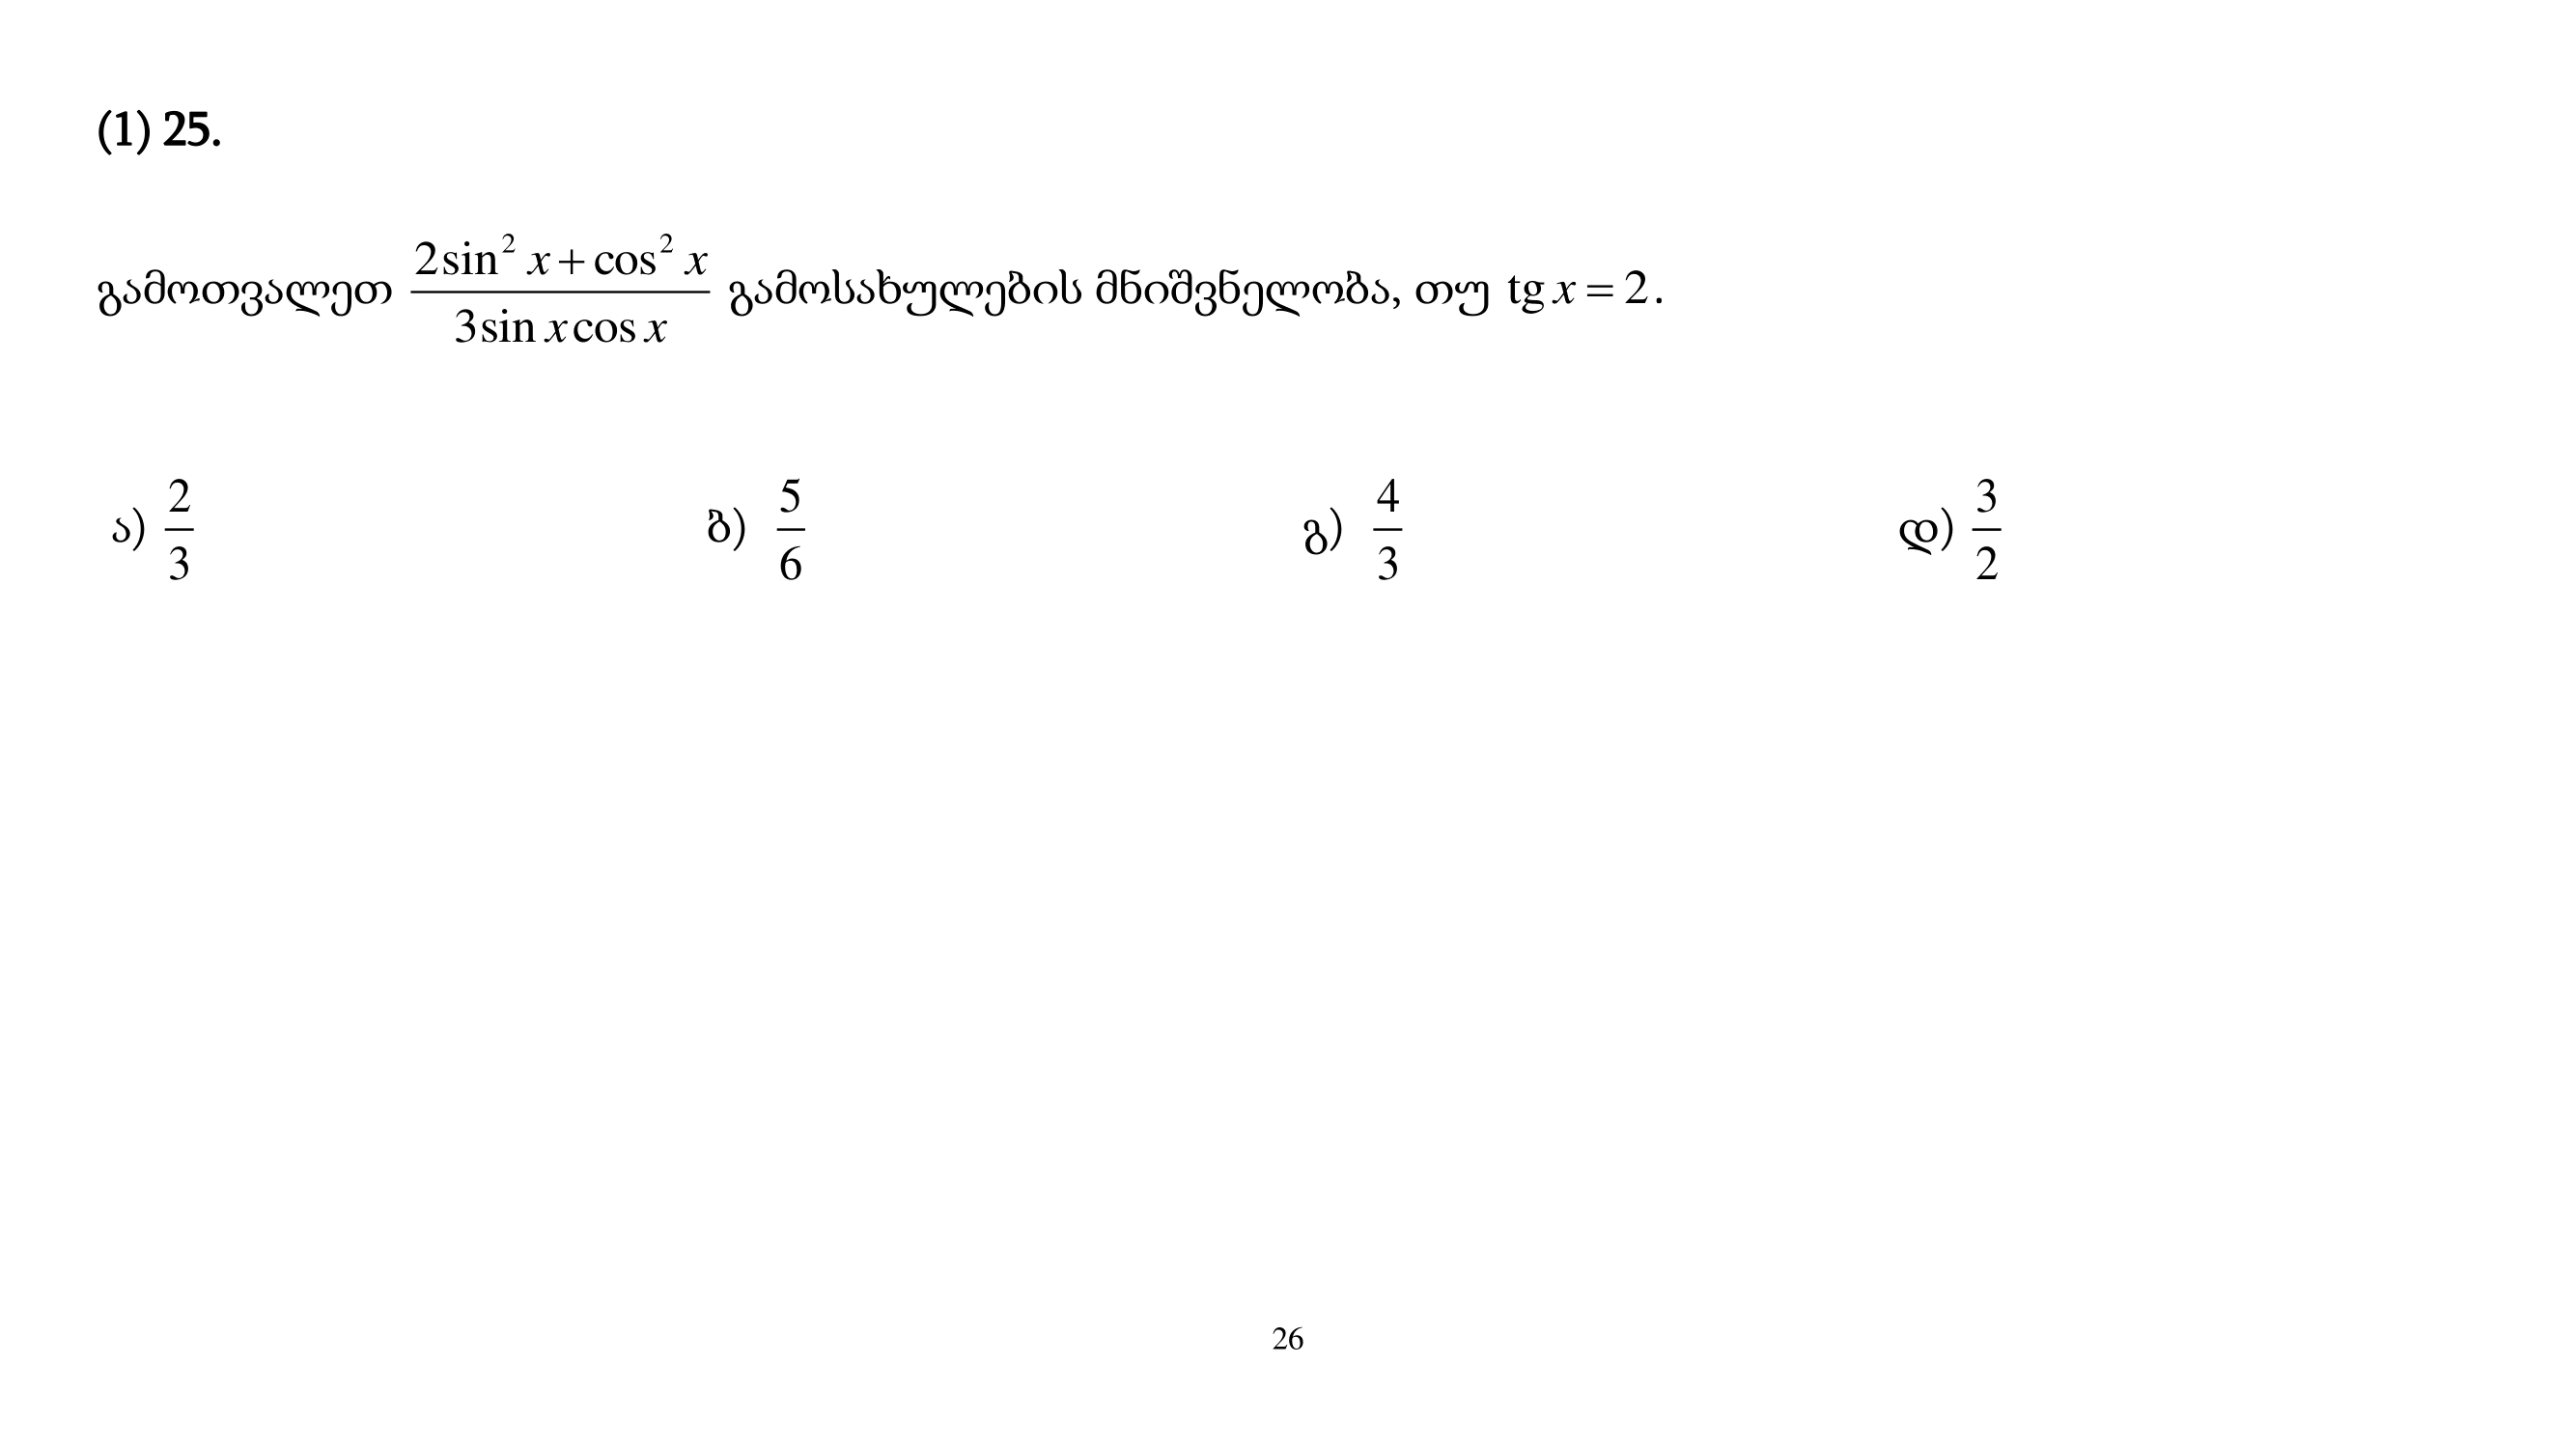 (1) 25.
გამოთვალეთ \frac{2\sin^2 x + \cos^2 x}{3\sin x \cos x} გამოსახულების მნიშვნელობა, თუ tg x = 2.
ა) \frac{2}{3} ბ) \frac{5}{6} გ) \frac{4}{3} დ) \frac{3}{2}
26